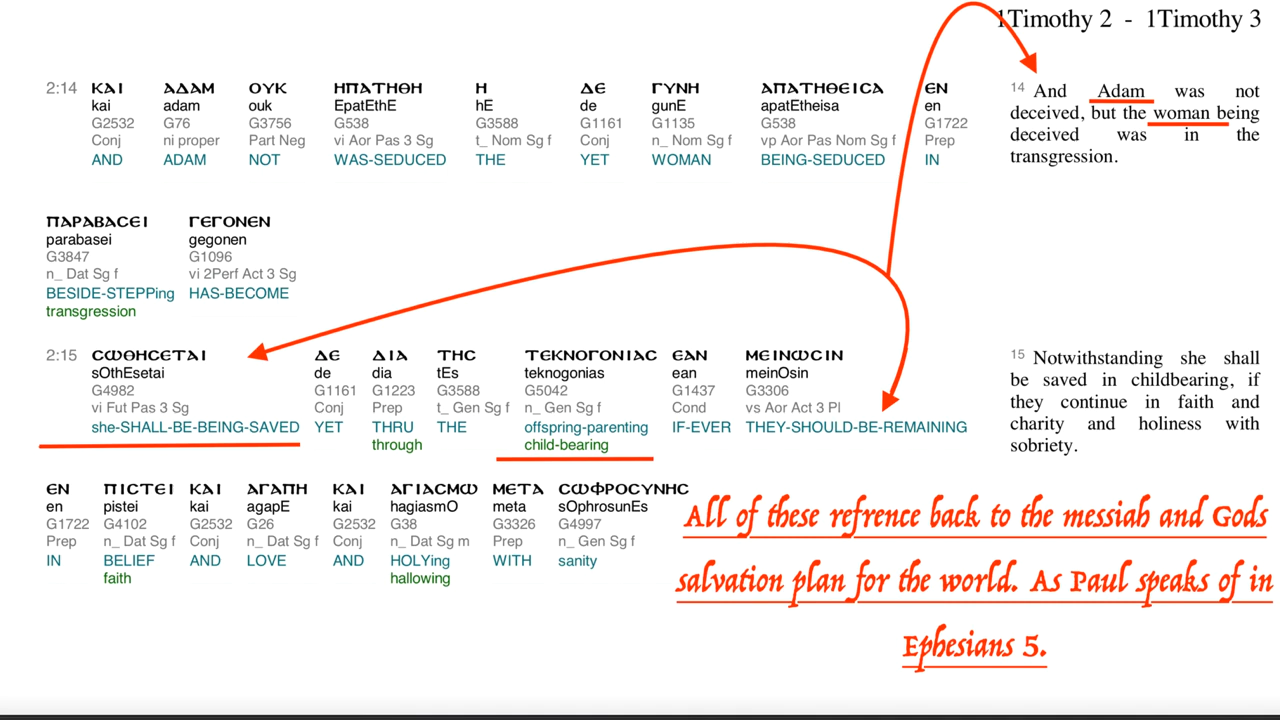 1Timothy 2 - 1Timothy 3
2:14 ΚΑΙ ΑΔΑΜ ΟΥΚ ΗΠΑΤΗΘΗ Η ΔΕ ΓΥΝΗ ΑΠΑΤΗΘΕΙϹΑ ΕΝ
kai adam ouk EpatEthE hE de gunE apatEtheisa en
G2532 G76 G3756 G538 G3588 G1161 G1135 G538 G1722
Conj ni proper Part Neg vi Aor Pas 3 Sg t_ Nom Sg f Conj n_ Nom Sg f vp Aor Pas Nom Sg f Prep
AND ADAM NOT WAS-SEDUCED THE YET WOMAN BEING-SEDUCED IN
14 And Adam was not
deceived, but the woman being
deceived was in the
transgression.
ΠΑΡΑΒΑϹΕΙ ΓΕΓΟΝΕΝ
parabasei gegonen
G3847 G1096
n_ Dat Sg f vi 2Perf Act 3 Sg
BESIDE-STEPPing HAS-BECOME
transgression
2:15 ϹΩΘΗϹΕΤΑΙ ΔΕ ΔΙΑ ΤΗϹ ΤΕΚΝΟΓΟΝΙΑϹ ΕΑΝ ΜΕΙΝΩϹΙΝ
sOthEsetai de dia tEs teknogonias ean meinOsin
G4982 G1161 G1223 G3588 G5042 G1437 G3306
vi Fut Pas 3 Sg Conj Prep t_ Gen Sg f n_ Gen Sg f Cond vs Aor Act 3 Pl
she-SHALL-BE-BEING-SAVED YET THRU THE offspring-parenting IF-EVER THEY-SHOULD-BE-REMAINING
through child-bearing
15 Notwithstanding she shall
be saved in childbearing, if
they continue in faith and
charity and holiness with
sobriety.
ΕΝ ΠΙϹΤΕΙ ΚΑΙ ΑΓΑΠΗ ΚΑΙ ΑΓΙΑϹΜΩ ΜΕΤΑ ϹΩΦΡΟϹΥΝΗϹ
en pistei kai agapE kai hagiasmO meta sOphrosunEs
G1722 G4102 G2532 G26 G2532 G38 G3326 G4997
Prep n_ Dat Sg f Conj n_ Dat Sg f Conj n_ Dat Sg m Prep n_ Gen Sg f
IN BELIEF AND LOVE AND HOLYing WITH sanity
faith hallowing
All of these refrence back to the messiah and Gods
salvation plan for the world. As Paul speaks of in
Ephesians 5.